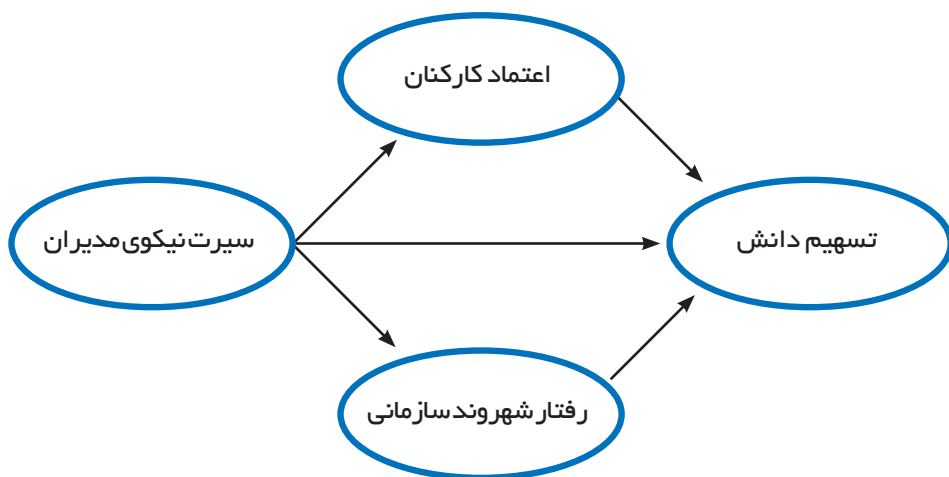 اعتماد کارکنان
سیرت نیکوی مدیران
تسهیم دانش
رفتار شهروند سازمانی